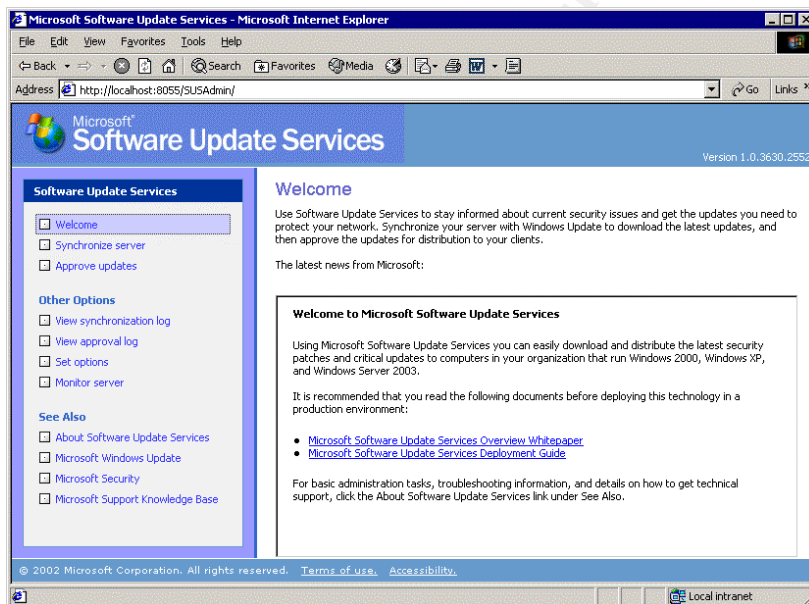 Microsoft Software Update Services - Microsoft Internet Explorer
File Edit View Favorites Tools Help
Back Search Favorites Media
Address http://localhost:8055/SUSAdmin/ Go Links
Microsoft
Software Update Services
Version 1.0.3630.2552
Software Update Services
Welcome
Synchronize server
Approve updates
Other Options
View synchronization log
View approval log
Set options
Monitor server
See Also
About Software Update Services
Microsoft Windows Update
Microsoft Security
Microsoft Support Knowledge Base
Welcome
Use Software Update Services to stay informed about current security issues and get the updates you need to
protect your network. Synchronize your server with Windows Update to download the latest updates, and
then approve the updates for distribution to your clients.
The latest news from Microsoft:
Welcome to Microsoft Software Update Services
Using Microsoft Software Update Services you can easily download and distribute the latest security
patches and critical updates to computers in your organization that run Windows 2000, Windows XP,
and Windows Server 2003.
It is recommended that you read the following documents before deploying this technology in a
production environment:
• Microsoft Software Update Services Overview Whitepaper
• Microsoft Software Update Services Deployment Guide
For basic administration tasks, troubleshooting information, and details on how to get technical
support, click the About Software Update Services link under See Also.
© 2002 Microsoft Corporation. All rights reserved. Terms of use. Accessibility.
Local intranet